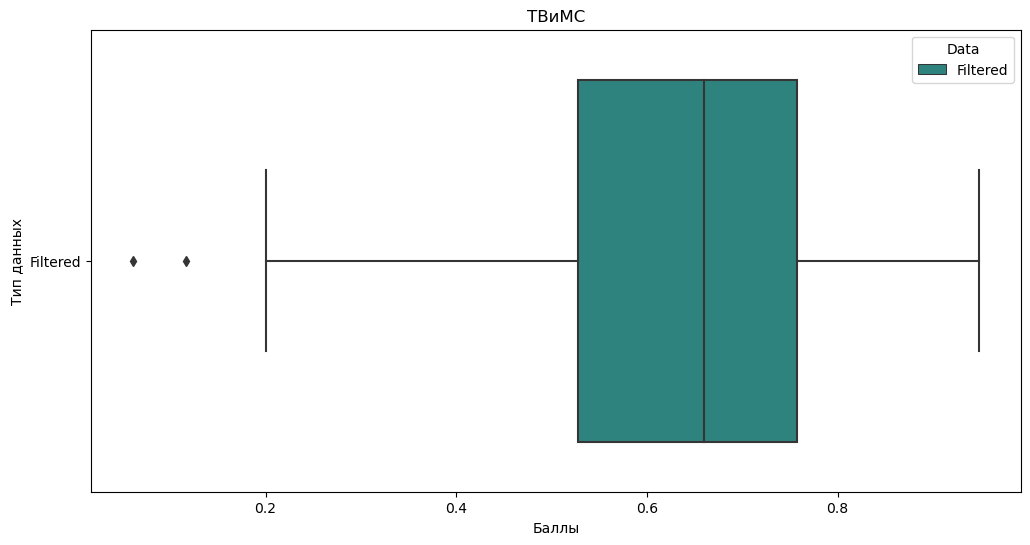 ТВиМС
Data
Filtered
Тип данных
Filtered
0.2
0.4
0.6
0.8
Баллы